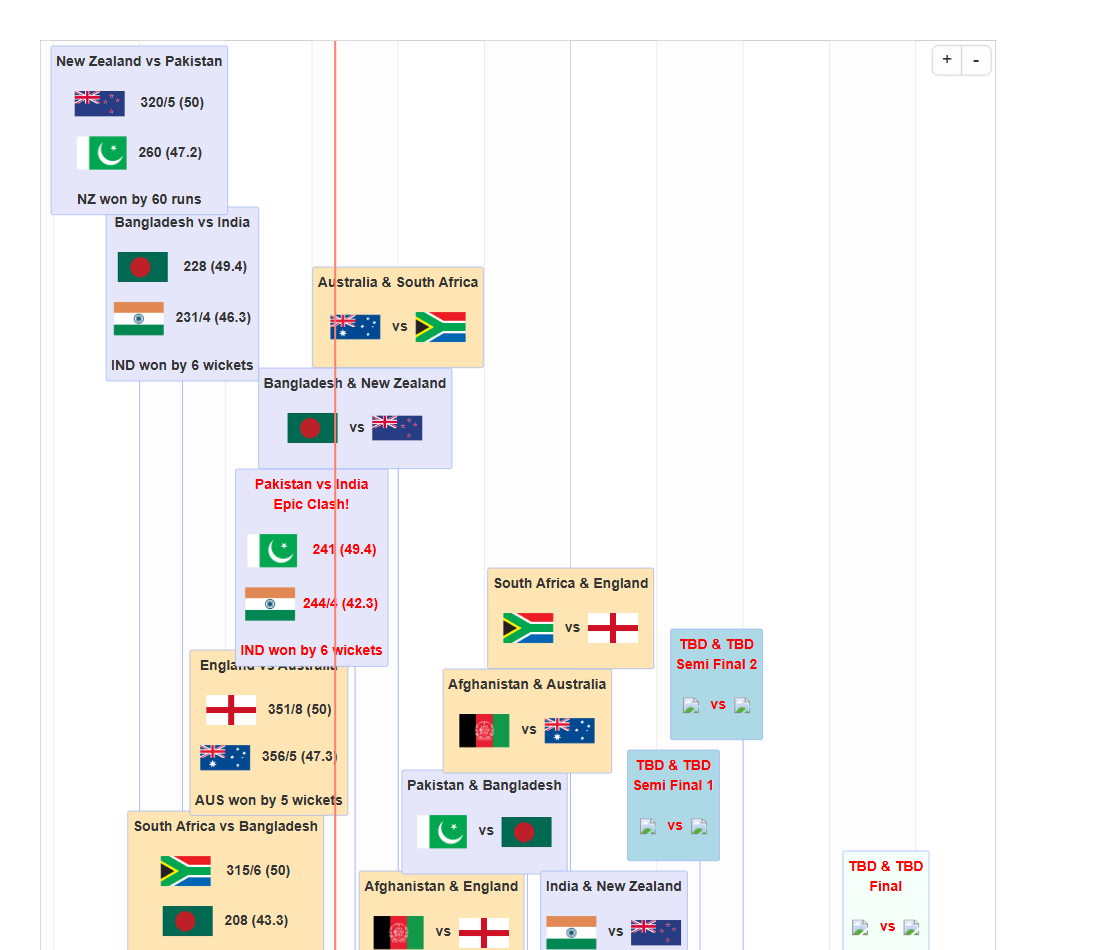 New Zealand vs Pakistan
320/5 (50)
260 (47.2)
NZ won by 60 runs
+ -
Bangladesh vs India
228 (49.4)
231/4 (46.3)
IND won by 6 wickets
Australia & South Africa
vs
Bangladesh & New Zealand
vs
Pakistan vs India
Epic Clash!
241 (49.4)
244/4 (42.3)
IND won by 6 wickets
South Africa & England
vs
TBD & TBD
Semi Final 2
vs
England vs Australia
351/8 (50)
356/5 (47.3)
AUS won by 5 wickets
Afghanistan & Australia
vs
TBD & TBD
Semi Final 1
vs
Pakistan & Bangladesh
vs
South Africa vs Bangladesh
315/6 (50)
208 (43.3)
TBD & TBD
Final
vs
Afghanistan & England
vs
India & New Zealand
vs